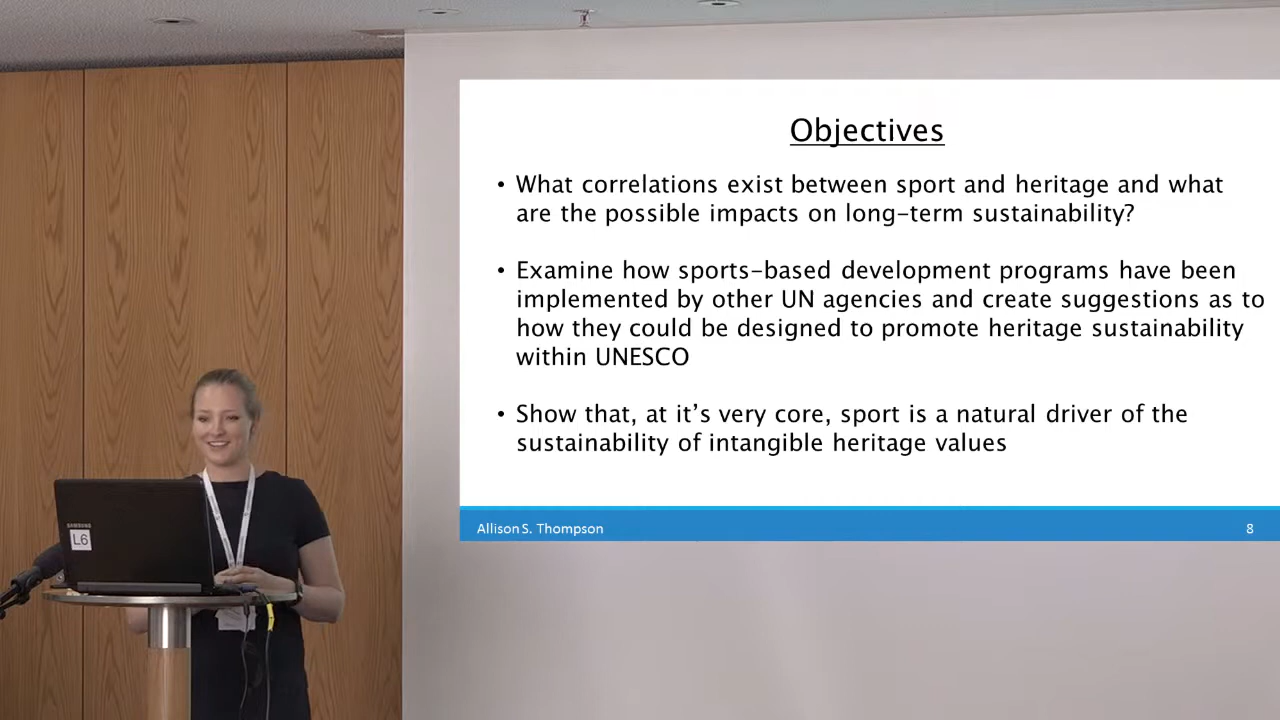 Objectives
• What correlations exist between sport and heritage and what
are the possible impacts on long-term sustainability?
• Examine how sports-based development programs have been
implemented by other UN agencies and create suggestions as to
how they could be designed to promote heritage sustainability
within UNESCO
• Show that, at it’s very core, sport is a natural driver of the
sustainability of intangible heritage values
Allison S. Thompson
8
SAMSUNG
L6